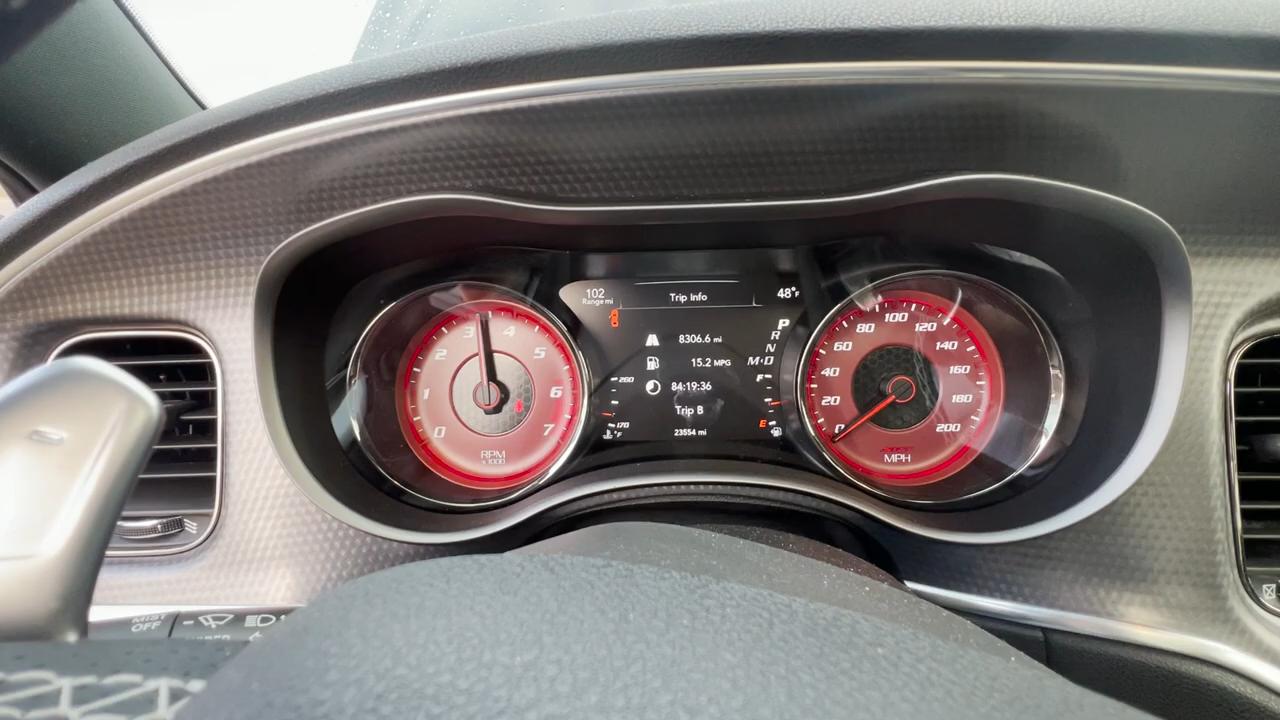 102
Range mi
Trip Info
48°F
8306.6 mi
15.2 MPG
84:19:36
Trip B
23554 mi
P
R
N
M·D
260
170
°F
F
E
0
1
2
3
4
5
6
7
RPM
x 1000
0
20
40
60
80
100
120
140
160
180
200
MPH
MIST
OFF